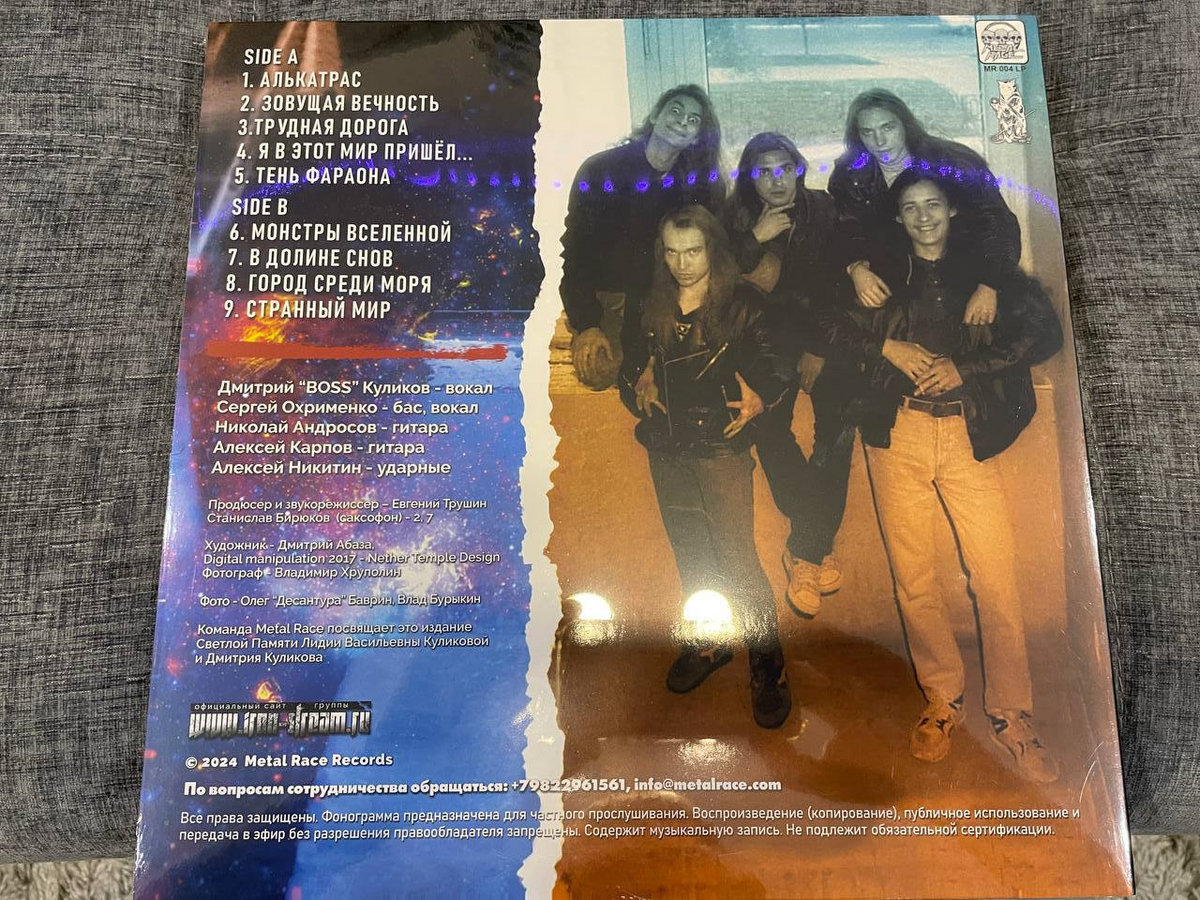 SIDE A
1. АЛЬКАТРАС
2. ЗОВУЩАЯ ВЕЧНОСТЬ
3.ТРУДНАЯ ДОРОГА
4. Я В ЭТОТ МИР ПРИШЁЛ...
5. ТЕНЬ ФАРАОНА
SIDE B
6. МОНСТРЫ ВСЕЛЕННОЙ
7. В ДОЛИНЕ СНОВ
8. ГОРОД СРЕДИ МОРЯ
9. СТРАННЫЙ МИР
Дмитрий “BOSS” Куликов - вокал
Сергей Охрименко - бас, вокал
Николай Андросов - гитара
Алексей Карпов - гитара
Алексей Никитин - ударные
Продюсер и звукорежиссер – Евгений Трушин
Станислав Бирюков (саксофон) - 2, 7
Художник - Дмитрий Абаза,
Digital manipulation 2017 - Nether Temple Design
Фотограф - Владимир Хруполин
Фото - Олег "Десантура" Баврин, Влад Бурыкин
Команда Metal Race посвящает это издание
Светлой Памяти Лидии Васильевны Куликовой
и Дмитрия Куликова
официальный сайт группы
www.iron-stream.ru
© 2024 Metal Race Records
По вопросам сотрудничества обращаться: +79822961561, info@metalrace.com
Все права защищены. Фонограмма предназначена для частного прослушивания. Воспроизведение (копирование), публичное использование и
передача в эфир без разрешения правообладателя запрещены. Содержит музыкальную запись. Не подлежит обязательной сертификации.
MR 004 LP